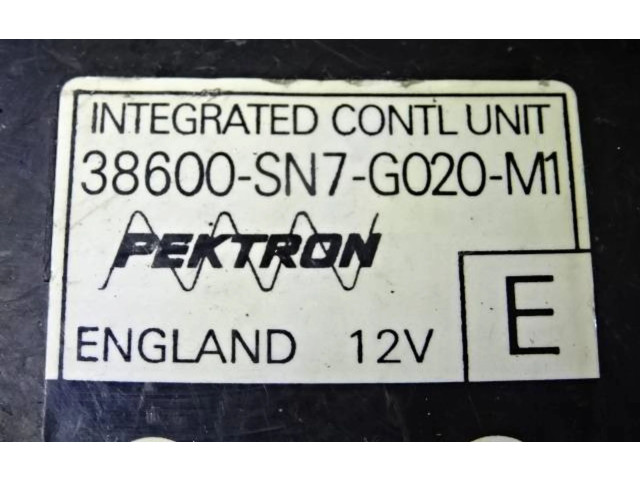 INTEGRATED CONTL UNIT
38600-SN7-G020-M1
PEKTRON
ENGLAND 12V E